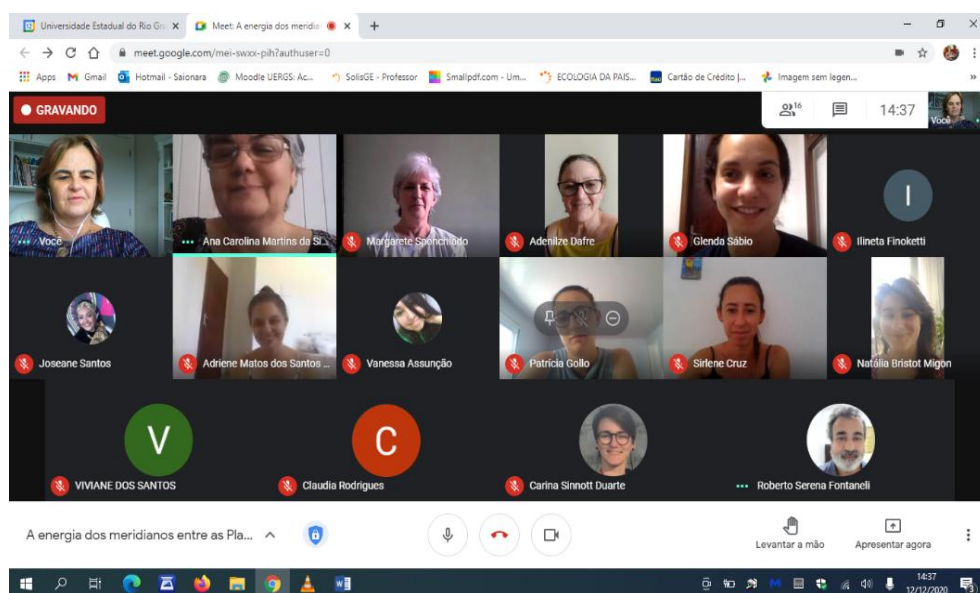 Universidade Estadual do Rio Gra
Meet: A energia dos meridia
meet.google.com/mei-swxx-pih?authuser=0
Apps
Gmail
Hotmail - Saionara
Moodle UERGS: Ac...
SolisGE - Professor
Smallpdf.com - Um...
ECOLOGIA DA PAIS...
Cartão de Crédito |...
Imagem sem legen...
GRAVANDO
16
14:37
Você
Você
Ana Carolina Martins da Si...
Margarete Sponchiado
Adenilze Dafre
Glenda Sábio
I
Ilineta Finoketti
Joseane Santos
Adriene Matos dos Santos ...
Vanessa Assunção
Patrícia Gollo
Sirlene Cruz
Natália Bristot Migon
V
VIVIANE DOS SANTOS
C
Claudia Rodrigues
Carina Sinnott Duarte
Roberto Serena Fontaneli
A energia dos meridianos entre as Pla...
Levantar a mão
Apresentar agora
14:37
12/12/2020